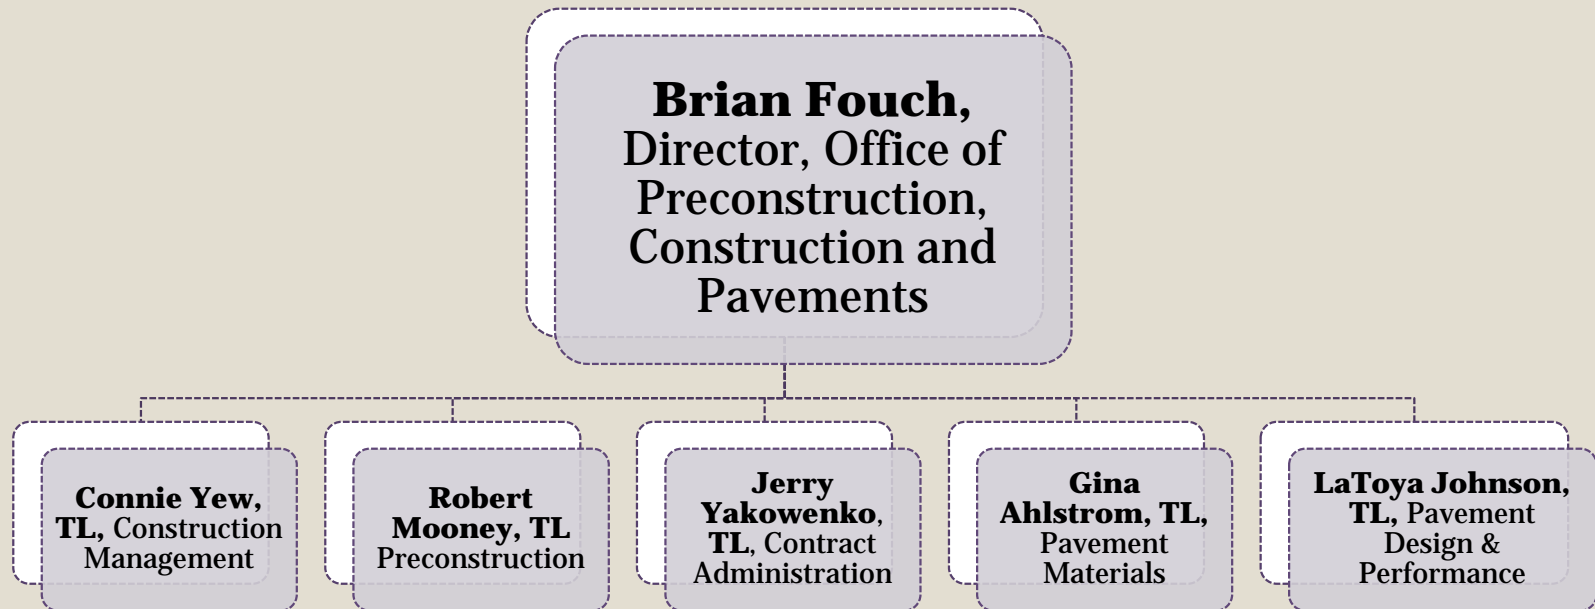 Brian Fouch,
Director, Office of
Preconstruction,
Construction and
Pavements
Connie Yew,
TL, Construction
Management
Robert
Mooney, TL
Preconstruction
Jerry
Yakowenko,
TL, Contract
Administration
Gina
Ahlstrom, TL,
Pavement
Materials
LaToya Johnson,
TL, Pavement
Design &
Performance